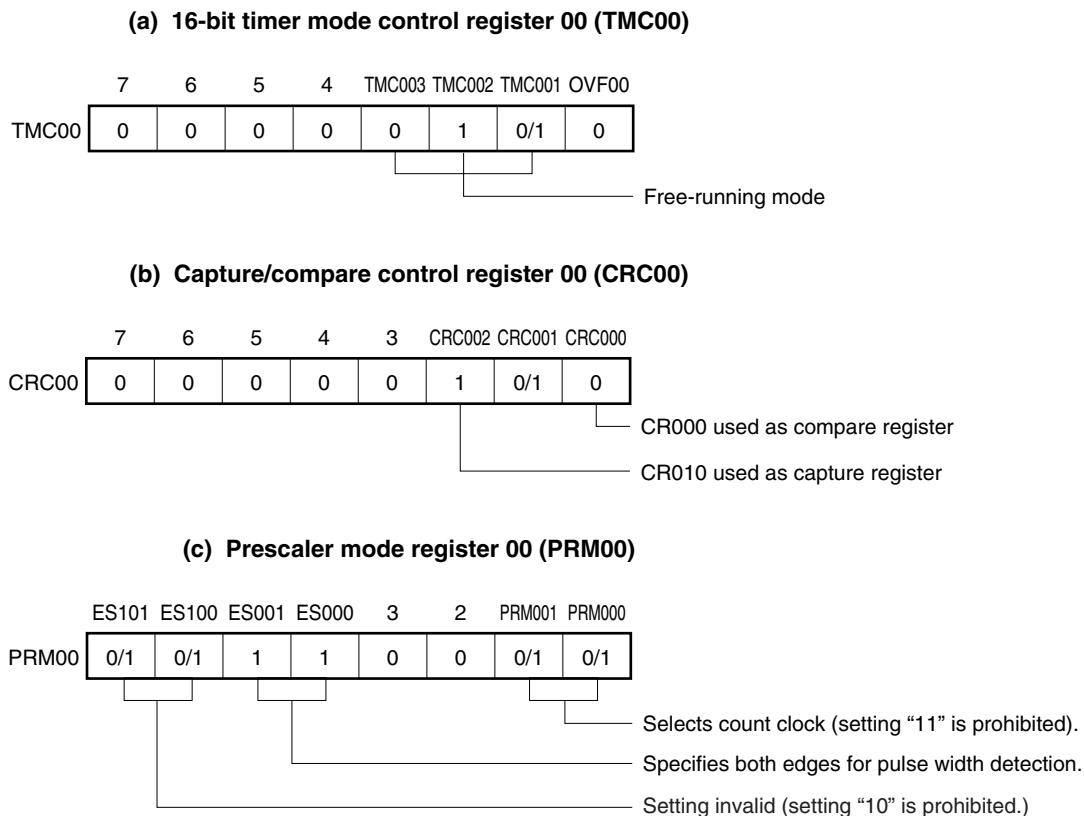 (a) 16-bit timer mode control register 00 (TMC00)
7 6 5 4 TMC003 TMC002 TMC001 OVF00
TMC00 0 0 0 0 0 1 0/1 0
Free-running mode
(b) Capture/compare control register 00 (CRC00)
7 6 5 4 3 CRC002 CRC001 CRC000
CRC00 0 0 0 0 0 1 0/1 0
CR000 used as compare register
CR010 used as capture register
(c) Prescaler mode register 00 (PRM00)
ES101 ES100 ES001 ES000 3 2 PRM001 PRM000
PRM00 0/1 0/1 1 1 0 0 0/1 0/1
Selects count clock (setting “11” is prohibited).
Specifies both edges for pulse width detection.
Setting invalid (setting “10” is prohibited.)